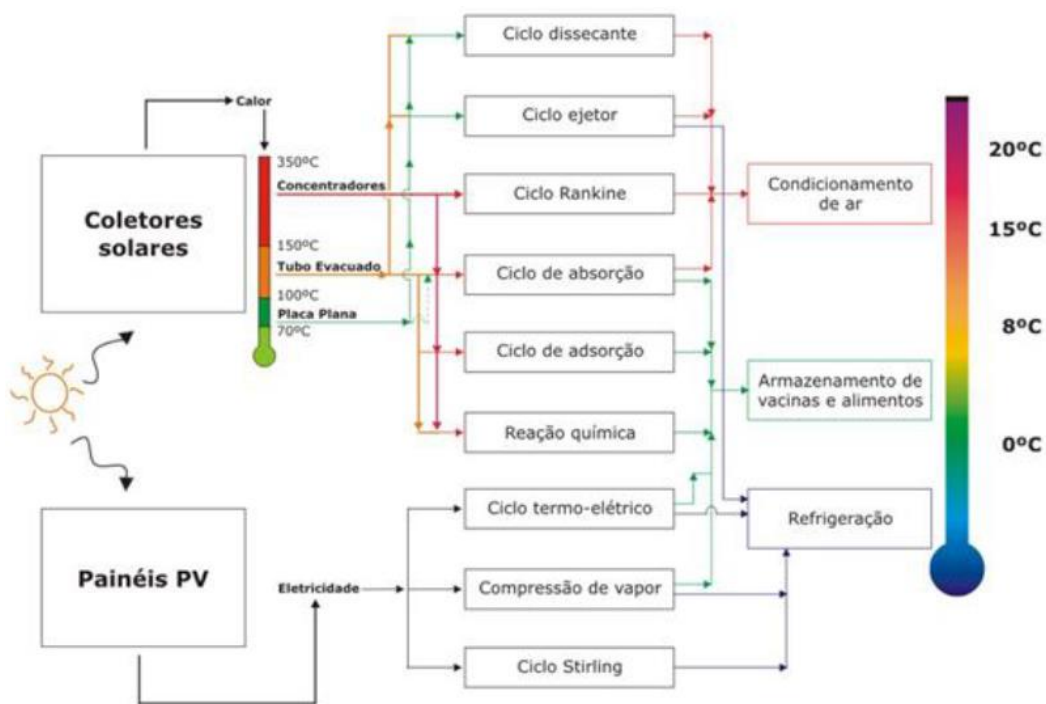 Calor
Coletores
solares
350ºC
Concentradores
150ºC
Tubo Evacuado
100ºC
Placa Plana
70ºC
Painéis PV
Eletricidade
Ciclo dissecante
Ciclo ejetor
Ciclo Rankine
Ciclo de absorção
Ciclo de adsorção
Reação química
Ciclo termo-elétrico
Compressão de vapor
Ciclo Stirling
Condicionamento
de ar
Armazenamento de
vacinas e alimentos
Refrigeração
20ºC
15ºC
8ºC
0ºC